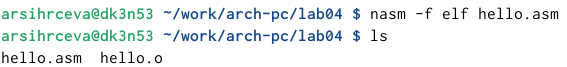 arsihrceva@dk3n53 ~/work/arch-pc/lab04 $ nasm -f elf hello.asm
arsihrceva@dk3n53 ~/work/arch-pc/lab04 $ ls
hello.asm  hello.o